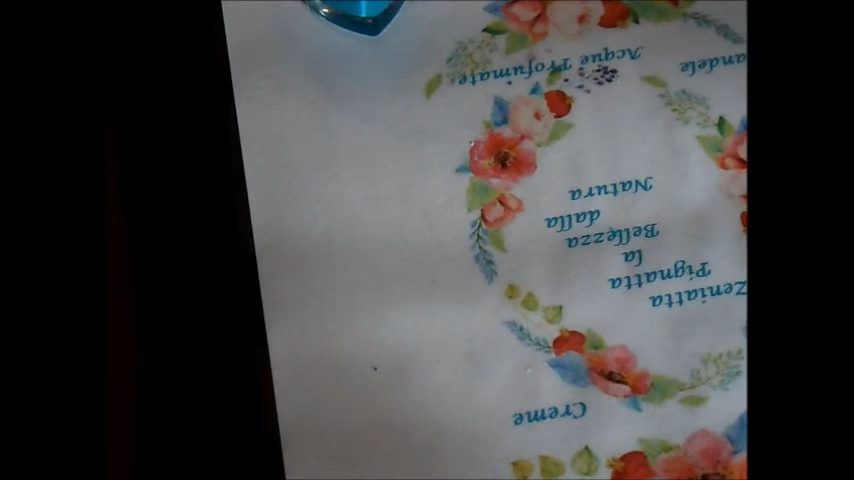 Creme
Zeniatta
Pignatta
la
Bellezza
dalla
Natura
Acque Profumate